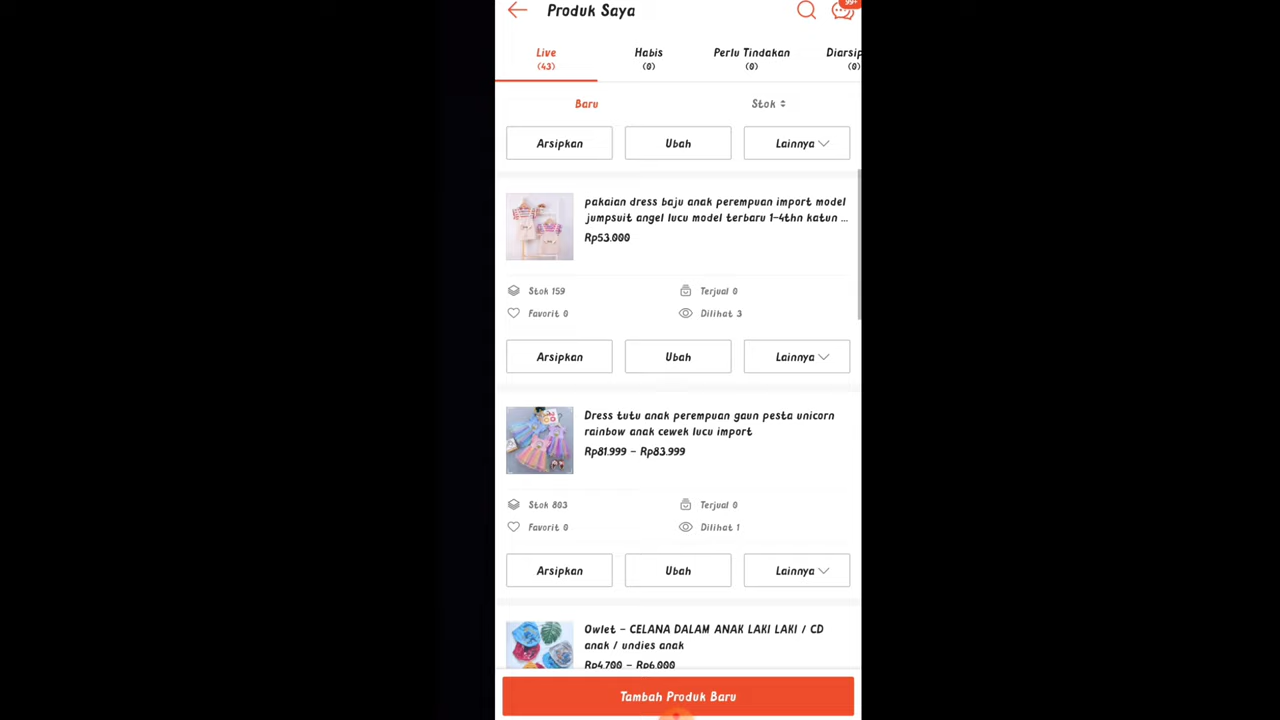 Produk Saya
99+
Live
(43)
Habis
(0)
Perlu Tindakan
(0)
Diarsip
(0)
Baru
Stok
Arsipkan
Ubah
Lainnya
pakaian dress baju anak perempuan import model
jumpsuit angel lucu model terbaru 1-4thn katun ...
Rp53.000
Stok 159
Terjual 0
Favorit 0
Dilihat 3
Arsipkan
Ubah
Lainnya
Dress tutu anak perempuan gaun pesta unicorn
rainbow anak cewek lucu import
Rp81.999 - Rp83.999
Stok 803
Terjual 0
Favorit 0
Dilihat 1
Arsipkan
Ubah
Lainnya
Owlet - CELANA DALAM ANAK LAKI LAKI / CD
anak / undies anak
Rp4.700 - Rp6.000
Tambah Produk Baru